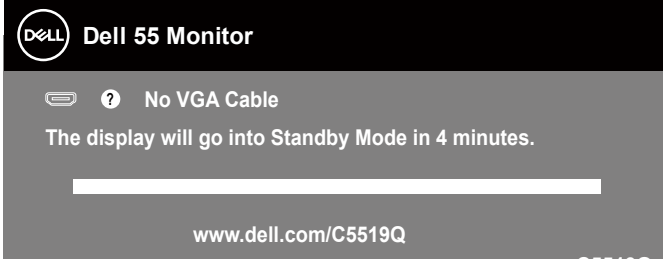 DELL Dell 55 Monitor
? No VGA Cable
The display will go into Standby Mode in 4 minutes.
www.dell.com/C5519Q